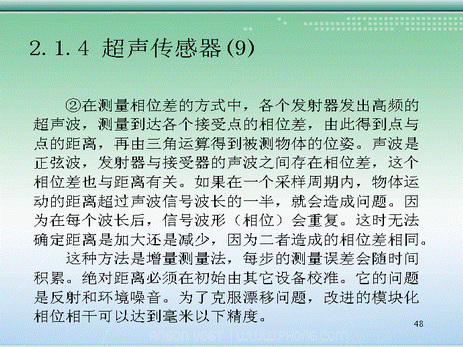 2.1.4 超声传感器(9)
②在测量相位差的方式中，各个发射器发出高频的
超声波，测量到达各个接受点的相位差，由此得到点与
点的距离，再由三角运算得到被测物体的位姿。声波是
正弦波，发射器与接受器的声波之间存在相位差，这个
相位差也与距离有关。如果在一个采样周期内，物体运
动的距离超过声波信号波长的一半，就会造成问题。因
为在每个波长后，信号波形（相位）会重复。这时无法
确定距离是加大还是减少，因为二者造成的相位差相同。
这种方法是增量测量法，每步的测量误差会随时间
积累。绝对距离必须在初始由其它设备校准。它的问题
是反射和环境噪音。为了克服漂移问题，改进的模块化
相位相干可以达到毫米以下精度。
48